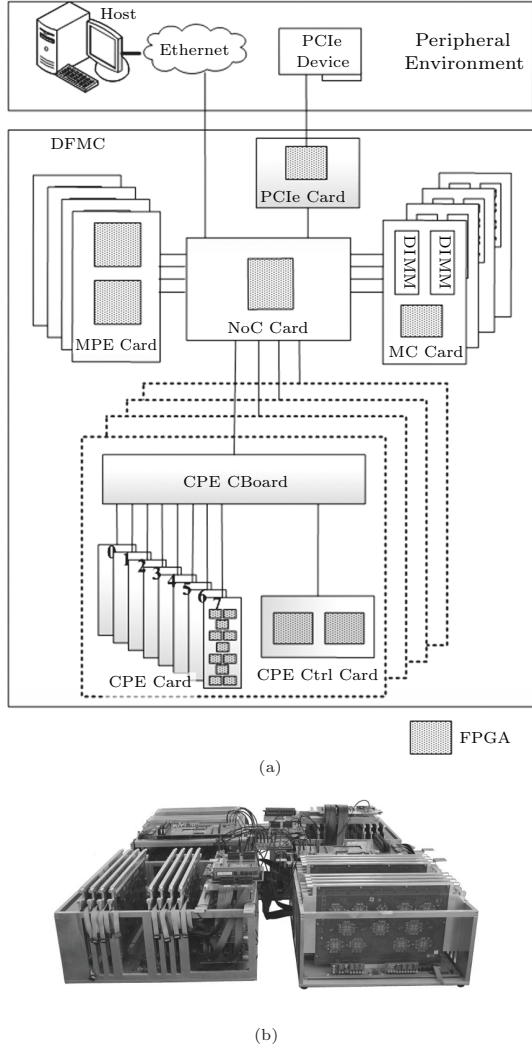 Host
Ethernet
PCIe
Device
Peripheral
Environment
DFMC
PCIe Card
MPE Card
NoC Card
DIMM
DIMM
MC Card
CPE CBoard
0
1
2
3
4
5
6
7
CPE Card
CPE Ctrl Card
FPGA
(a)
(b)